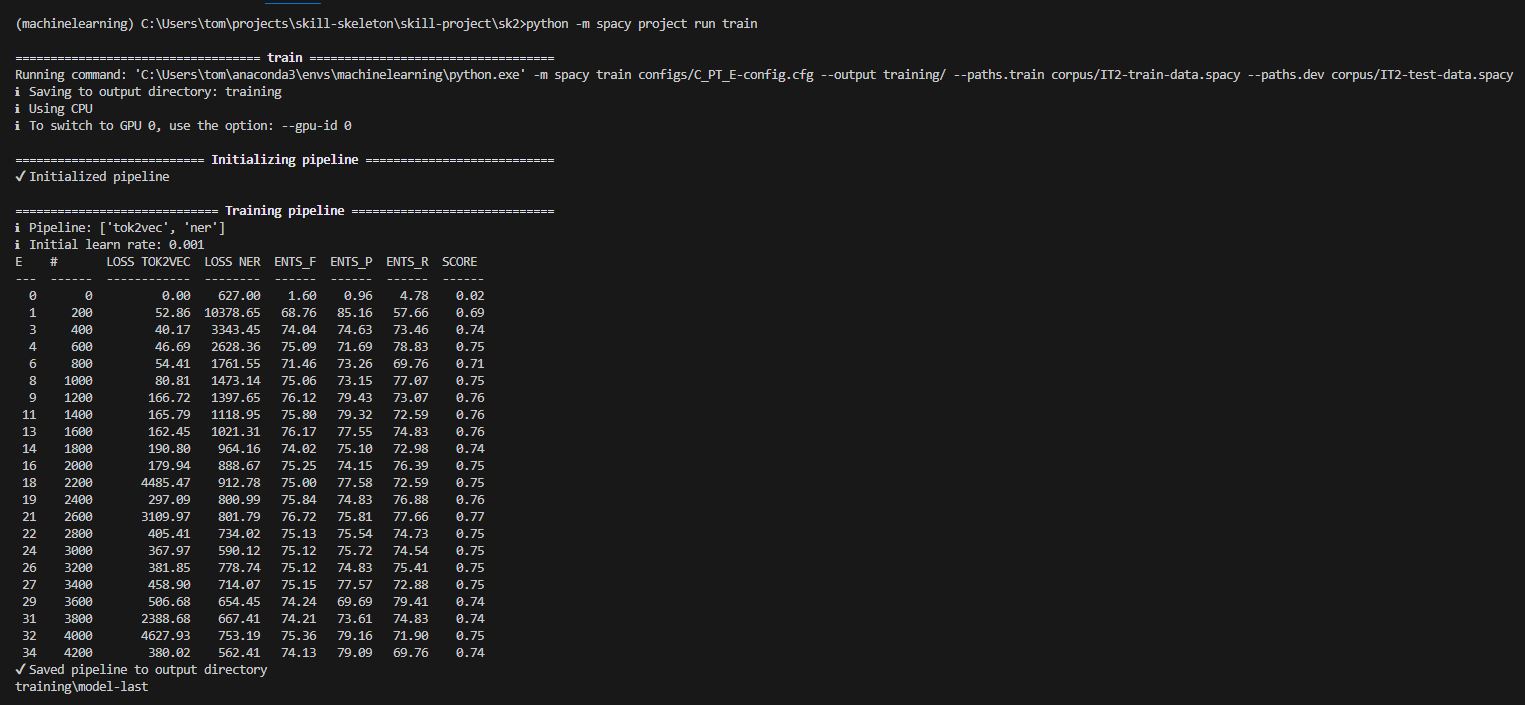 (machinelearning) C:\Users\tom\projects\skill-skeleton\skill-project\sk2>python -m spacy project run train
=================================== train ===================================
Running command: 'C:\Users\tom\anaconda3\envs\machinelearning\python.exe' -m spacy train configs/C_PT_E-config.cfg --output training/ --paths.train corpus/IT2-train-data.spacy --paths.dev corpus/IT2-test-data.spacy
ℹ Saving to output directory: training
ℹ Using CPU
ℹ To switch to GPU 0, use the option: --gpu-id 0
=========================== Initializing pipeline ===========================
✔ Initialized pipeline
============================= Training pipeline =============================
ℹ Pipeline: ['tok2vec', 'ner']
ℹ Initial learn rate: 0.001
E    #       LOSS TOK2VEC  LOSS NER  ENTS_F  ENTS_P  ENTS_R  SCORE
---  ------  ------------  --------  ------  ------  ------  ------
  0       0          0.00    627.00    1.60    0.96    4.78    0.02
  1     200         52.86  10378.65   68.76   85.16   57.66    0.69
  3     400         40.17   3343.45   74.04   74.63   73.46    0.74
  4     600         46.69   2628.36   75.09   71.69   78.83    0.75
  6     800         54.41   1761.55   71.46   73.26   69.76    0.71
  8    1000         80.81   1473.14   75.06   73.15   77.07    0.75
  9    1200        166.72   1397.65   76.12   79.43   73.07    0.76
 11    1400        165.79   1118.95   75.80   79.32   72.59    0.76
 13    1600        162.45   1021.31   76.17   77.55   74.83    0.76
 14    1800        190.80    964.16   74.02   75.10   72.98    0.74
 16    2000        179.94    888.67   75.25   74.15   76.39    0.75
 18    2200       4485.47    912.78   75.00   77.58   72.59    0.75
 19    2400        297.09    800.99   75.84   74.83   76.88    0.76
 21    2600       3109.97    801.79   76.72   75.81   77.66    0.77
 22    2800        405.41    734.02   75.13   75.54   74.73    0.75
 24    3000        367.97    590.12   75.12   75.72   74.54    0.75
 26    3200        381.85    778.74   75.12   74.83   75.41    0.75
 27    3400        458.90    714.07   75.15   77.57   72.88    0.75
 29    3600        506.68    654.45   74.24   69.69   79.41    0.74
 31    3800       2388.68    667.41   74.21   73.61   74.83    0.74
 32    4000       4627.93    753.19   75.36   79.16   71.90    0.75
 34    4200        380.02    562.41   74.13   79.09   69.76    0.74
✔ Saved pipeline to output directory
training\model-last